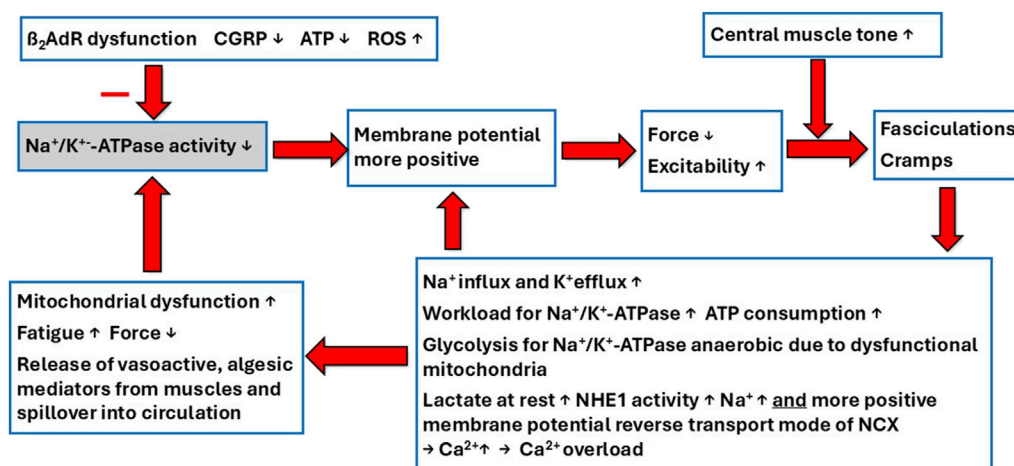 ß₂AdR dysfunction CGRP ↓ ATP ↓ ROS ↑
Central muscle tone ↑
Na⁺/K⁺-ATPase activity ↓
Membrane potential
more positive
Force ↓
Excitability ↑
Fasciculations
Cramps
Mitochondrial dysfunction ↑
Fatigue ↑ Force ↓
Release of vasoactive, algesic
mediators from muscles and
spillover into circulation
Na⁺ influx and K⁺efflux ↑
Workload for Na⁺/K⁺-ATPase ↑ ATP consumption ↑
Glycolysis for Na⁺/K⁺-ATPase anaerobic due to dysfunctional
mitochondria
Lactate at rest ↑ NHE1 activity ↑ Na⁺ ↑ and more positive
membrane potential reverse transport mode of NCX
→ Ca²⁺↑ → Ca²⁺ overload